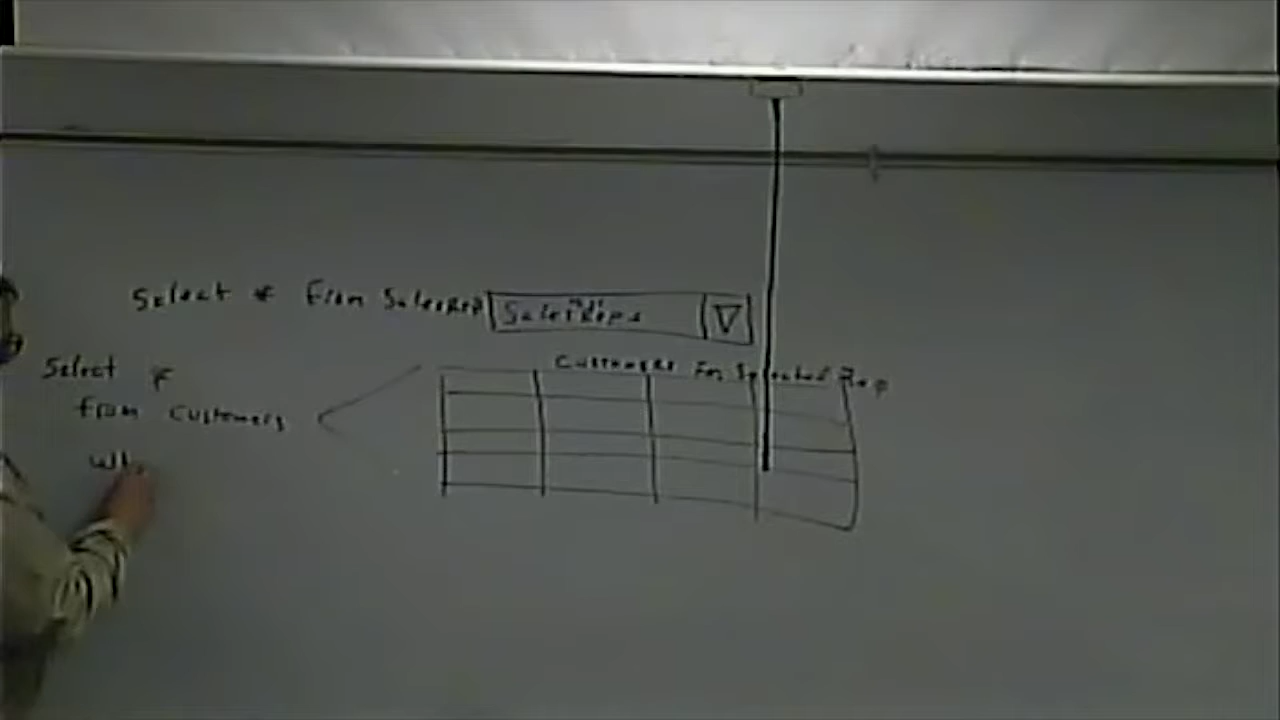 Select * From SalesRep
SalesReps
Customers For Selected Rep
Select *
from customers
Wh